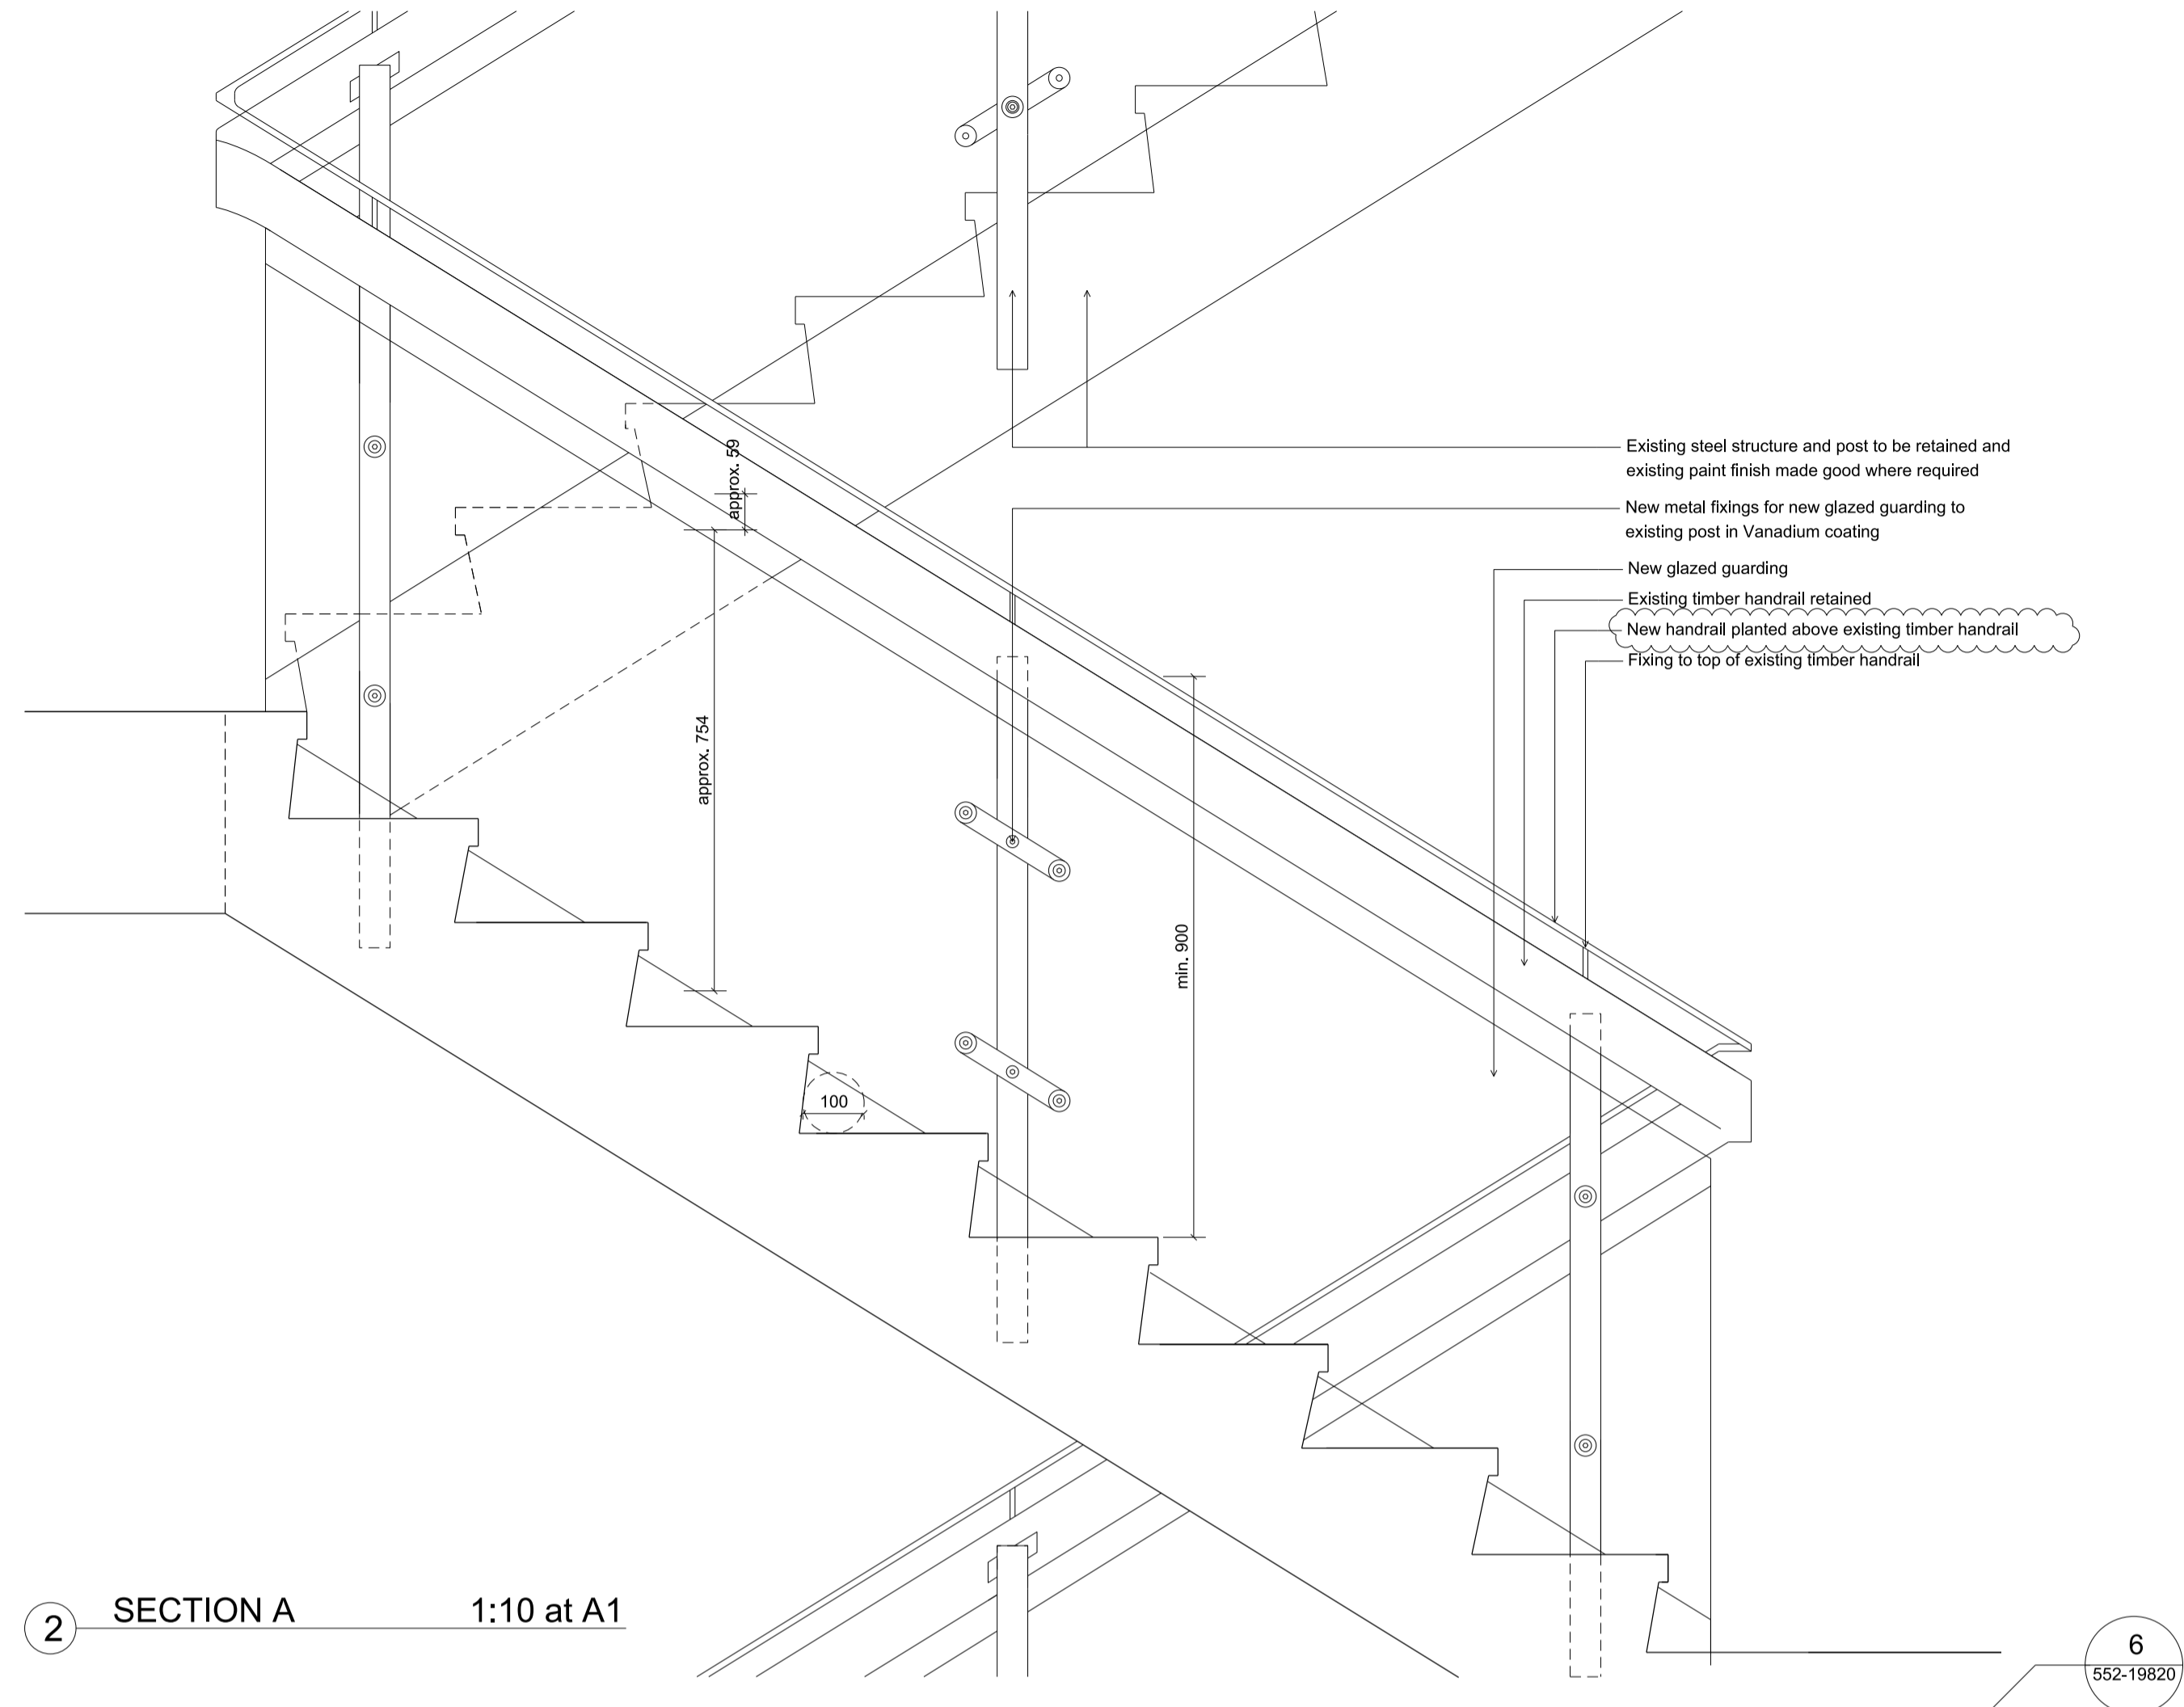 Existing steel structure and post to be retained and
existing paint finish made good where required
New metal fixings for new glazed guarding to
existing post in Vanadium coating
New glazed guarding
Existing timber handrail retained
New handrail planted above existing timber handrail
Fixing to top of existing timber handrail
approx. 59
approx. 754
min. 900
100
2 SECTION A 1:10 at A1
6
552-19820